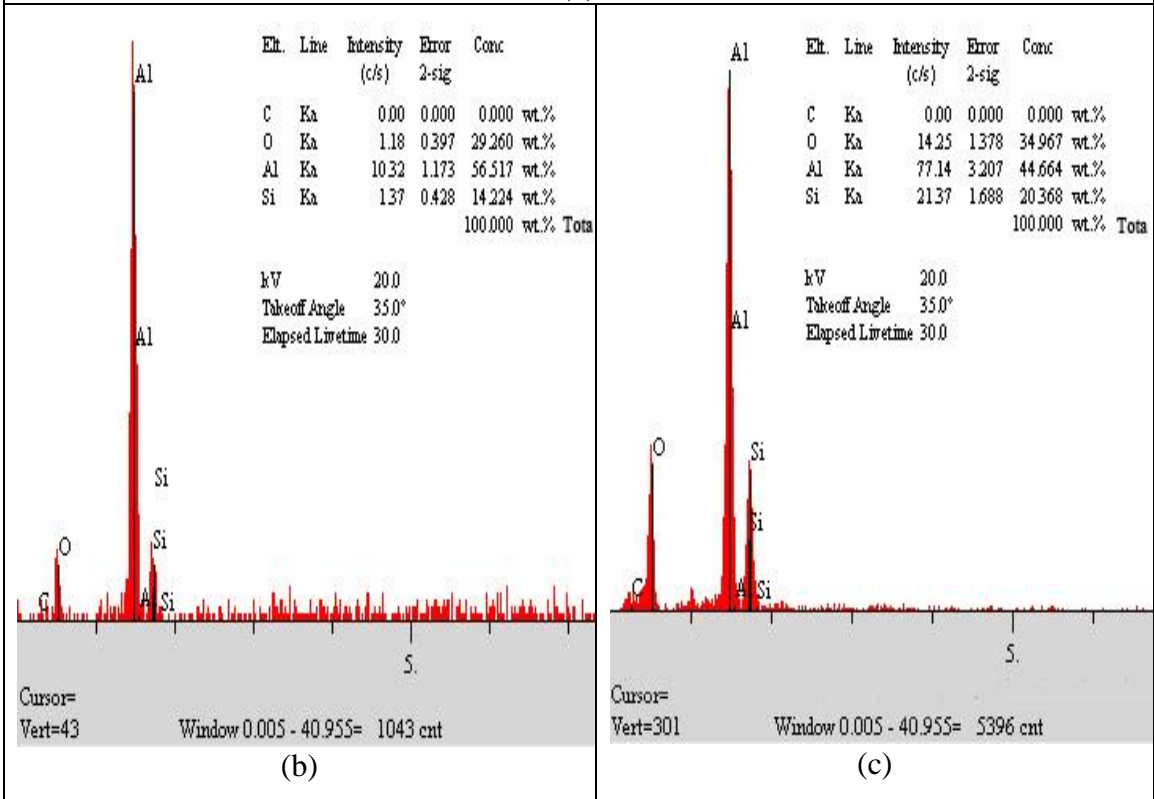 Elt. Line Intensity Error Conc
(c/s) 2-sig
C Ka 0.00 0.000 0.000 wt.%
O Ka 1.18 0.397 29.260 wt.%
Al Ka 10.32 1.173 56.517 wt.%
Si Ka 1.37 0.428 14.224 wt.%
100.000 wt.% Tota
kV 20.0
Takeoff Angle 35.0°
Elapsed Livetime 30.0
Al
Al
Si
Si
O
C
A
Si
5.
Cursor=
Vert=43 Window 0.005 - 40.955= 1043 cnt
(b)
Elt. Line Intensity Error Conc
(c/s) 2-sig
C Ka 0.00 0.000 0.000 wt.%
O Ka 14.25 1.378 34.967 wt.%
Al Ka 77.14 3.207 44.664 wt.%
Si Ka 21.37 1.688 20.368 wt.%
100.000 wt.% Tota
kV 20.0
Takeoff Angle 35.0°
Elapsed Livetime 30.0
Al
Al
O
Si
Si
C
A
Si
5.
Cursor=
Vert=301 Window 0.005 - 40.955= 5396 cnt
(c)